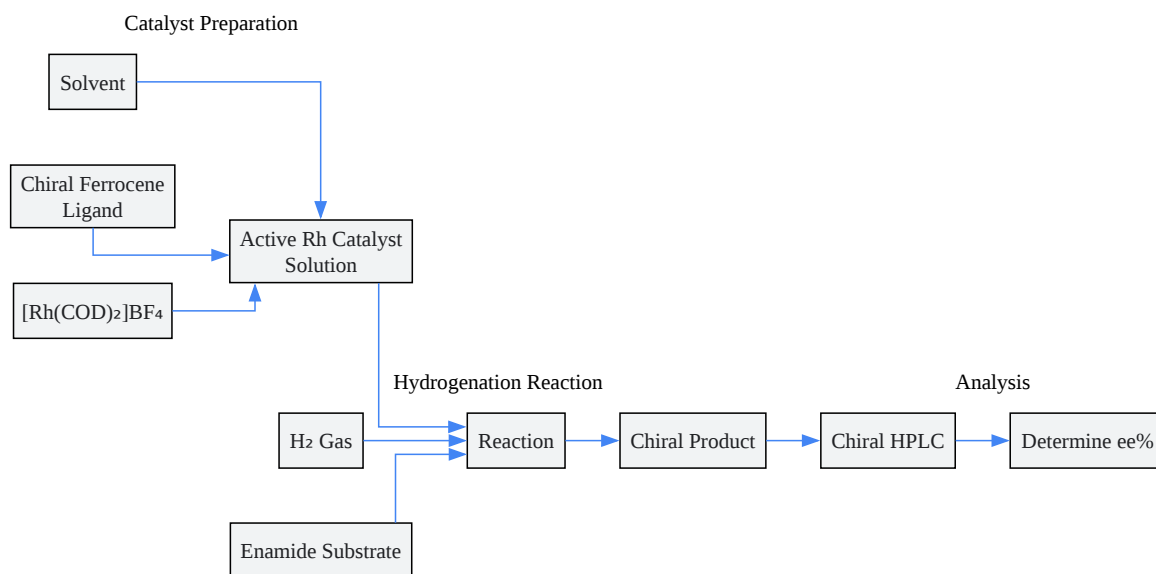 Catalyst Preparation
Solvent
Chiral Ferrocene
Ligand
Active Rh Catalyst
Solution
[Rh(COD)₂]BF₄
Hydrogenation Reaction
Analysis
H₂ Gas
Reaction
Chiral Product
Chiral HPLC
Determine ee%
Enamide Substrate